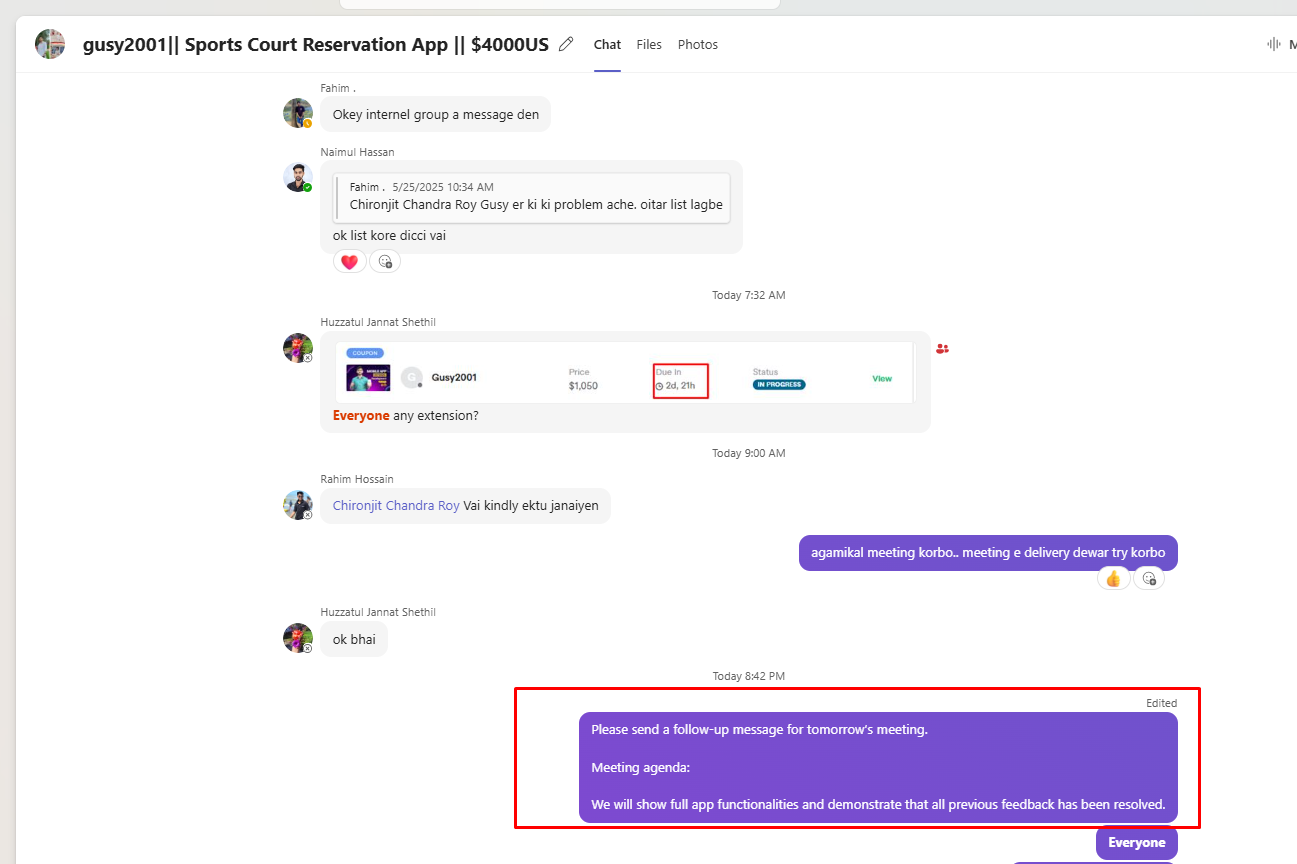 gusy2001|| Sports Court Reservation App || $4000US
Chat
Files
Photos
M
Fahim .
Okey internel group a message den
Naimul Hassan
Fahim . 5/25/2025 10:34 AM
Chironjit Chandra Roy Gusy er ki ki problem ache. oitar list lagbe
ok list kore dicci vai
Today 7:32 AM
Huzzatul Jannat Shethil
COUPON
G
Gusy2001
Price
$1,050
Due In
2d, 21h
Status
IN PROGRESS
View
Everyone any extension?
Today 9:00 AM
Rahim Hossain
Chironjit Chandra Roy Vai kindly ektu janaiyen
agamikal meeting korbo.. meeting e delivery dewar try korbo
Huzzatul Jannat Shethil
ok bhai
Today 8:42 PM
Edited
Please send a follow-up message for tomorrow's meeting.
Meeting agenda:
We will show full app functionalities and demonstrate that all previous feedback has been resolved.
Everyone